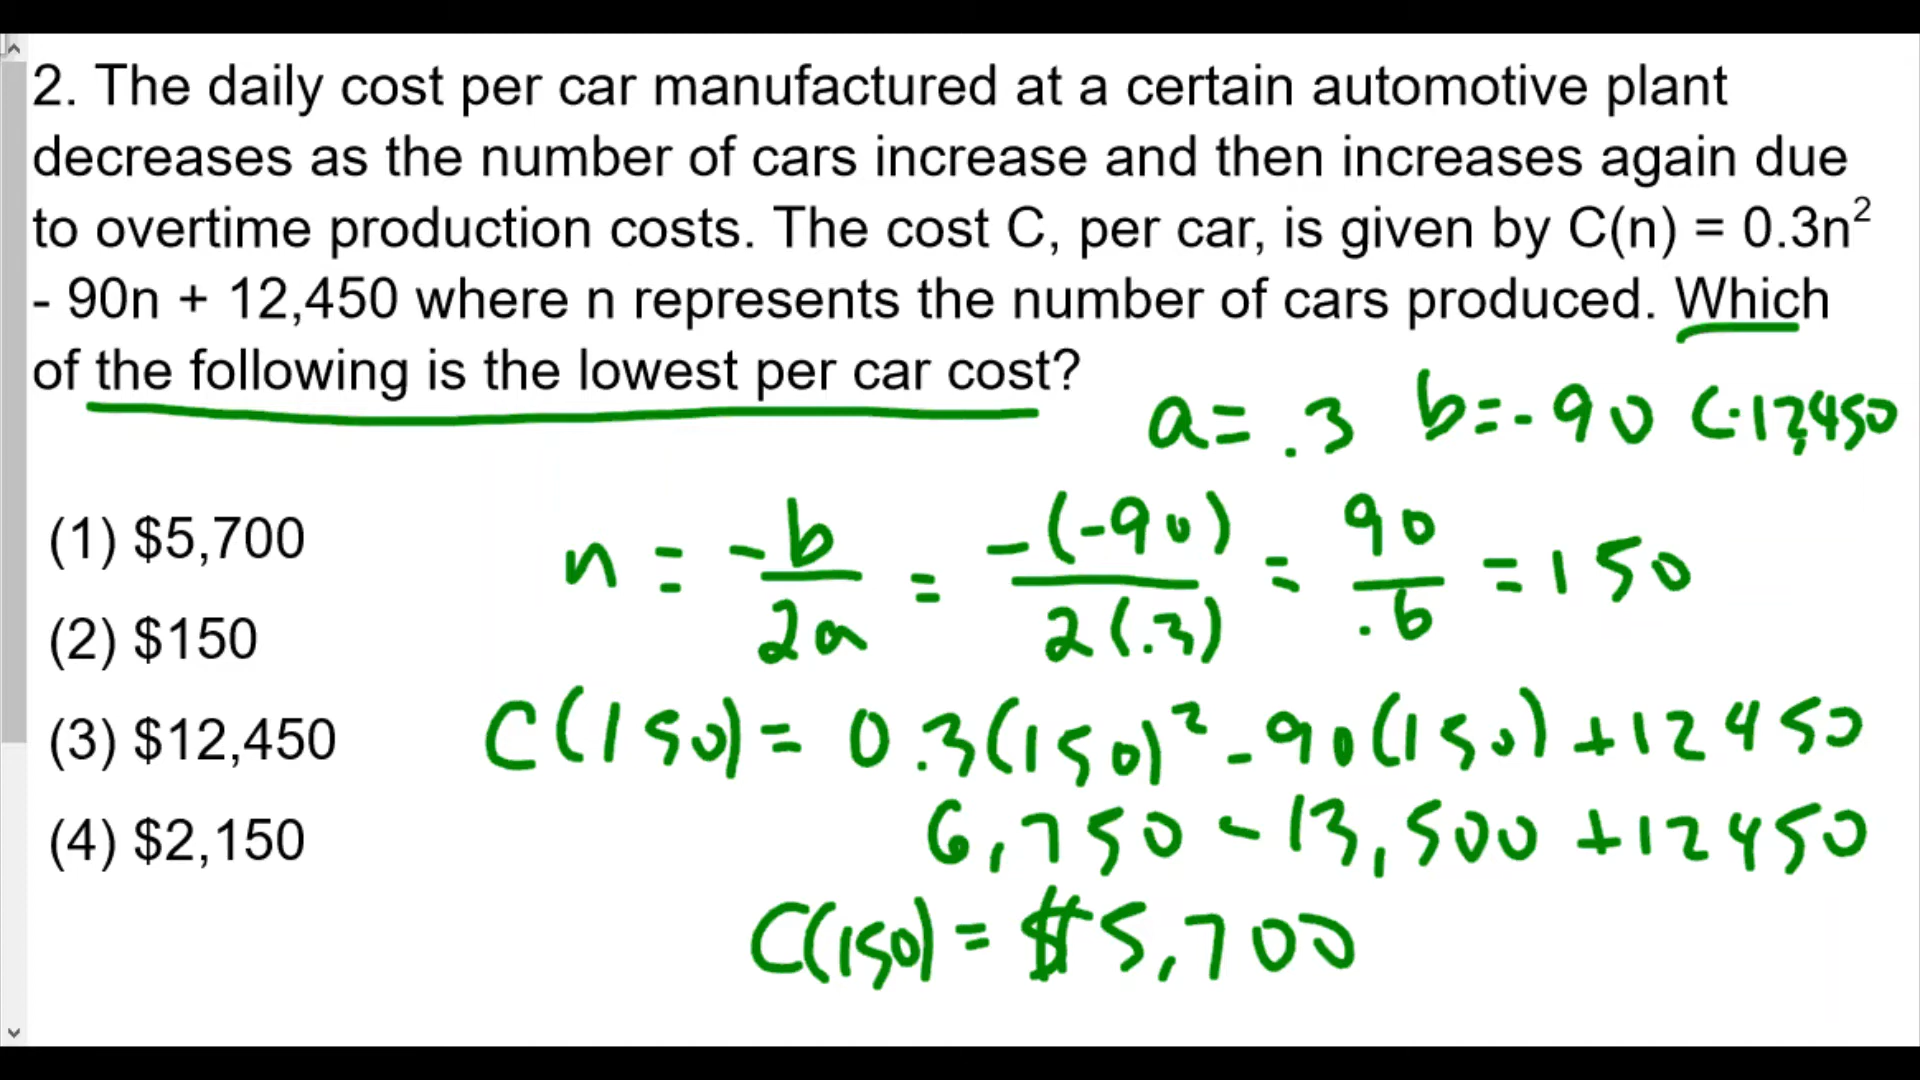 2. The daily cost per car manufactured at a certain automotive plant
decreases as the number of cars increase and then increases again due
to overtime production costs. The cost C, per car, is given by C(n) = 0.3n²
- 90n + 12,450 where n represents the number of cars produced. Which
of the following is the lowest per car cost?
a = .3 b = -90 C = 12,450
(1) $5,700
n = -b/2a = -(-90)/2(.3) = 90/.6 = 150
(2) $150
(3) $12,450
C(150) = 0.3(150)² - 90(150) + 12450
(4) $2,150
6,750 - 13,500 + 12450
C(150) = $5,700